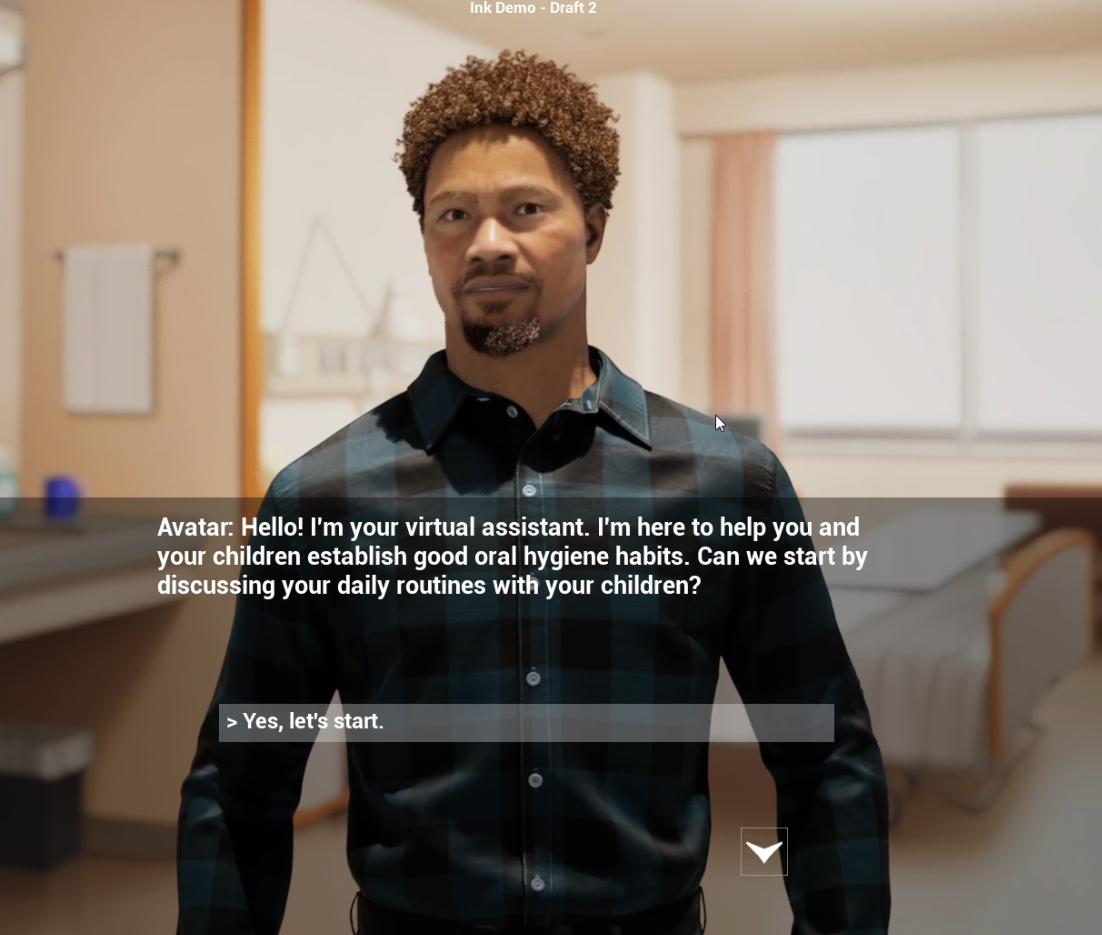 Ink Demo - Draft 2
Avatar: Hello! I'm your virtual assistant. I'm here to help you and
your children establish good oral hygiene habits. Can we start by
discussing your daily routines with your children?
> Yes, let's start.